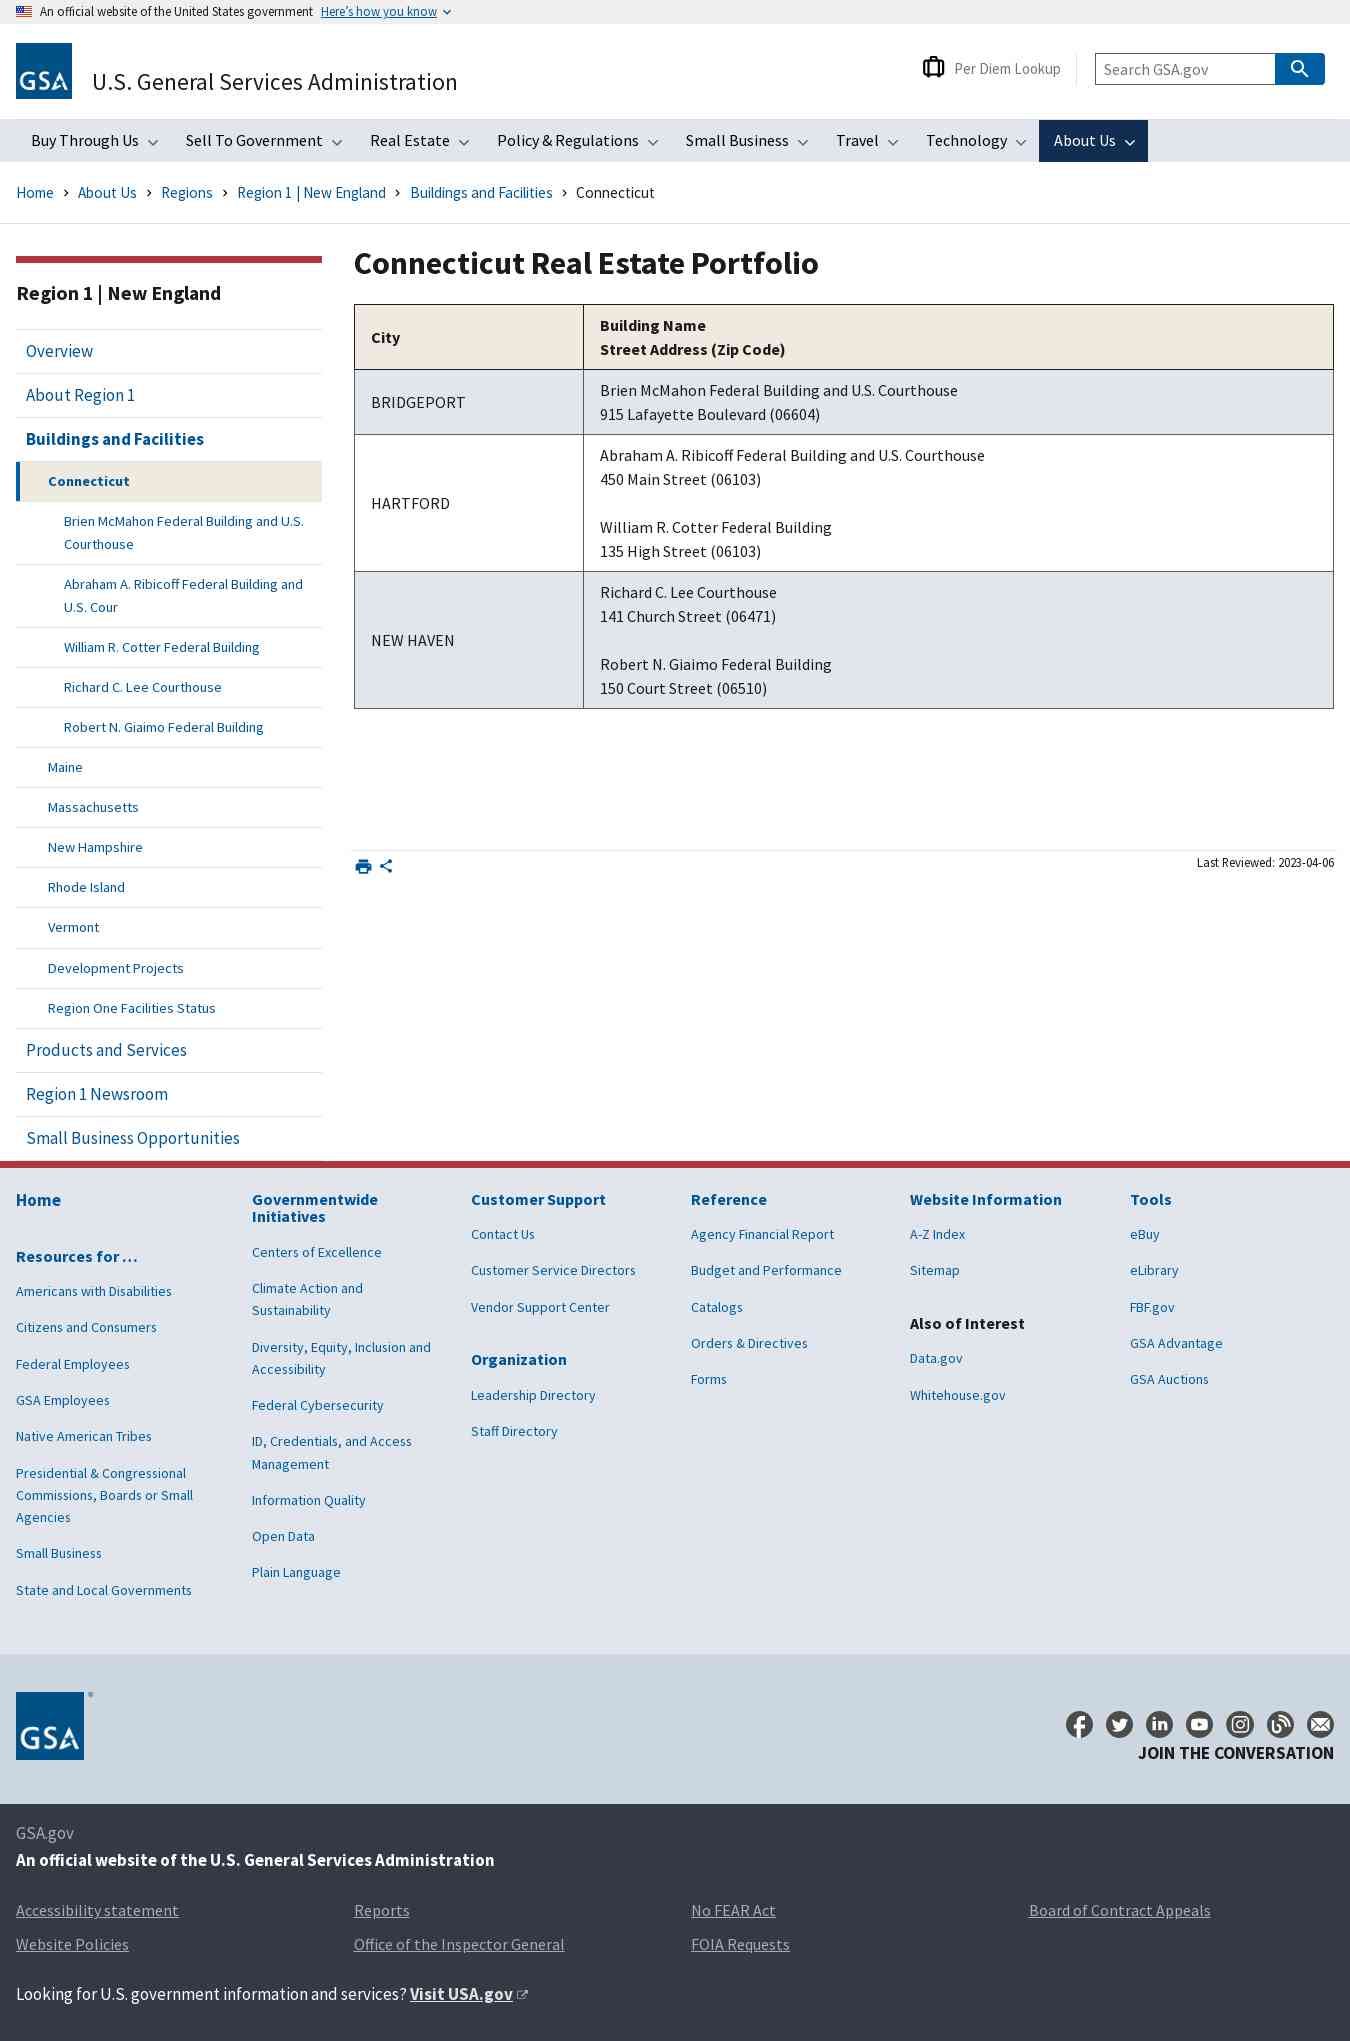 An official website of the United States government Here's how you know
GSA
U.S. General Services Administration
Per Diem Lookup
Search GSA.gov
Buy Through Us Sell To Government Real Estate Policy & Regulations Small Business Travel Technology About Us
Home > About Us > Regions > Region 1 | New England > Buildings and Facilities > Connecticut
Region 1 | New England
Overview
About Region 1
Buildings and Facilities
Connecticut
Brien McMahon Federal Building and U.S.
Courthouse
Abraham A. Ribicoff Federal Building and
U.S. Cour
William R. Cotter Federal Building
Richard C. Lee Courthouse
Robert N. Giaimo Federal Building
Maine
Massachusetts
New Hampshire
Rhode Island
Vermont
Development Projects
Region One Facilities Status
Products and Services
Region 1 Newsroom
Small Business Opportunities
Connecticut Real Estate Portfolio
City
Building Name
Street Address (Zip Code)
BRIDGEPORT
Brien McMahon Federal Building and U.S. Courthouse
915 Lafayette Boulevard (06604)
HARTFORD
Abraham A. Ribicoff Federal Building and U.S. Courthouse
450 Main Street (06103)
William R. Cotter Federal Building
135 High Street (06103)
NEW HAVEN
Richard C. Lee Courthouse
141 Church Street (06471)
Robert N. Giaimo Federal Building
150 Court Street (06510)
Last Reviewed: 2023-04-06
Home
Resources for …
Americans with Disabilities
Citizens and Consumers
Federal Employees
GSA Employees
Native American Tribes
Presidential & Congressional
Commissions, Boards or Small
Agencies
Small Business
State and Local Governments
Governmentwide
Initiatives
Centers of Excellence
Climate Action and
Sustainability
Diversity, Equity, Inclusion and
Accessibility
Federal Cybersecurity
ID, Credentials, and Access
Management
Information Quality
Open Data
Plain Language
Customer Support
Contact Us
Customer Service Directors
Vendor Support Center
Organization
Leadership Directory
Staff Directory
Reference
Agency Financial Report
Budget and Performance
Catalogs
Orders & Directives
Forms
Website Information
A-Z Index
Sitemap
Also of Interest
Data.gov
Whitehouse.gov
Tools
eBuy
eLibrary
FBF.gov
GSA Advantage
GSA Auctions
GSA
JOIN THE CONVERSATION
GSA.gov
An official website of the U.S. General Services Administration
Accessibility statement Reports No FEAR Act Board of Contract Appeals
Website Policies Office of the Inspector General FOIA Requests
Looking for U.S. government information and services? Visit USA.gov